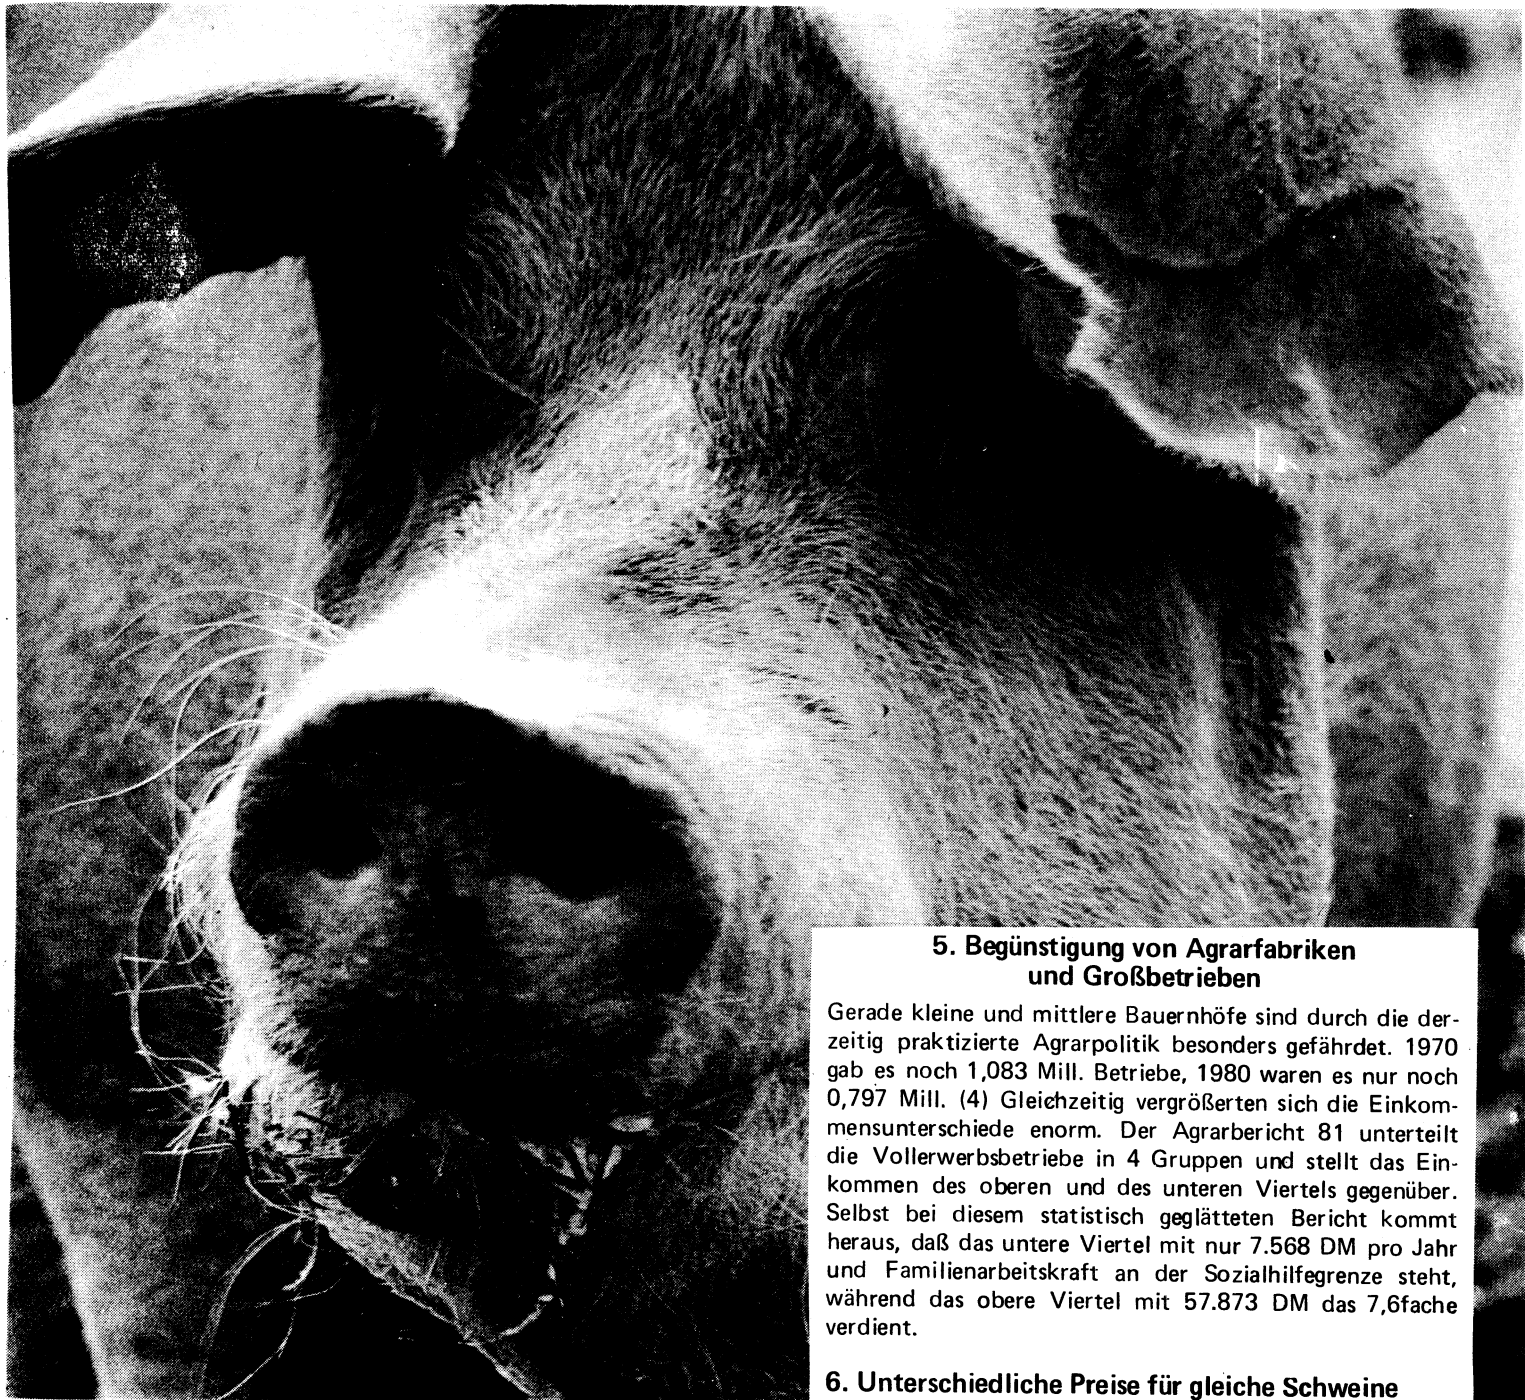 5. Begünstigung von Agrarfabriken
und Großbetrieben
Gerade kleine und mittlere Bauernhöfe sind durch die der-
zeitig praktizierte Agrarpolitik besonders gefährdet. 1970
gab es noch 1,083 Mill. Betriebe, 1980 waren es nur noch
0,797 Mill. (4) Gleichzeitig vergrößerten sich die Einkom-
mensunterschiede enorm. Der Agrarbericht 81 unterteilt
die Vollerwerbsbetriebe in 4 Gruppen und stellt das Ein-
kommen des oberen und des unteren Viertels gegenüber.
Selbst bei diesem statistisch geglätteten Bericht kommt
heraus, daß das untere Viertel mit nur 7.568 DM pro Jahr
und Familienarbeitskraft an der Sozialhilfegrenze steht,
während das obere Viertel mit 57.873 DM das 7,6fache
verdient.
6. Unterschiedliche Preise für gleiche Schweine